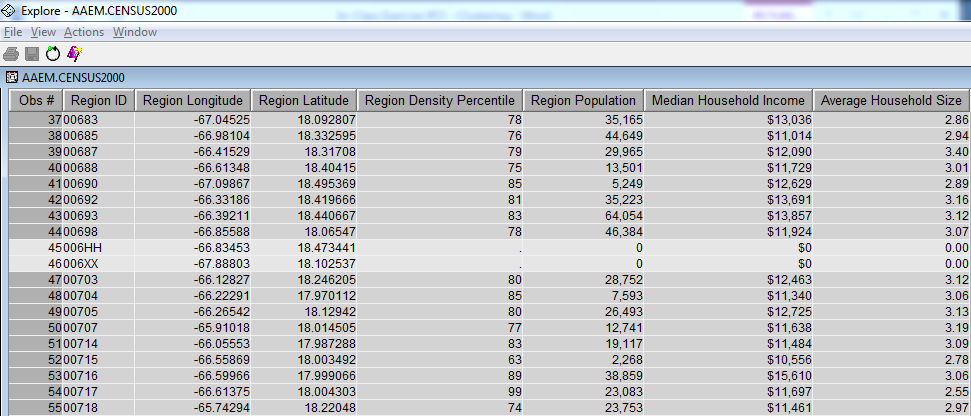 Explore - AAEM.CENSUS2000
File View Actions Window
AAEM.CENSUS2000
Obs # Region ID Region Longitude Region Latitude Region Density Percentile Region Population Median Household Income Average Household Size
37 00683 -67.04525 18.092807 78 35,165 $13,036 2.86
38 00685 -66.98104 18.332595 76 44,649 $11,014 2.94
39 00687 -66.41529 18.31708 79 29,965 $12,090 3.40
40 00688 -66.61348 18.40415 75 13,501 $11,729 3.01
41 00690 -67.09867 18.495369 85 5,249 $12,629 2.89
42 00692 -66.33186 18.419666 81 35,223 $13,691 3.16
43 00693 -66.39211 18.440667 83 64,054 $13,857 3.12
44 00698 -66.85588 18.06547 78 46,384 $11,924 3.07
45 006HH -66.83453 18.473441 . 0 $0 0.00
46 006XX -67.88803 18.102537 . 0 $0 0.00
47 00703 -66.12827 18.246205 80 28,752 $12,463 3.12
48 00704 -66.22291 17.970112 85 7,593 $11,340 3.06
49 00705 -66.26542 18.12942 80 26,493 $12,725 3.13
50 00707 -65.91018 18.014505 77 12,741 $11,638 3.19
51 00714 -66.05553 17.987288 83 19,117 $11,484 3.09
52 00715 -66.55869 18.003492 63 2,268 $10,556 2.78
53 00716 -66.59966 17.999066 89 38,859 $15,610 3.06
54 00717 -66.61375 18.004303 99 23,083 $11,697 2.55
55 00718 -65.74294 18.22048 74 23,753 $11,461 2.97